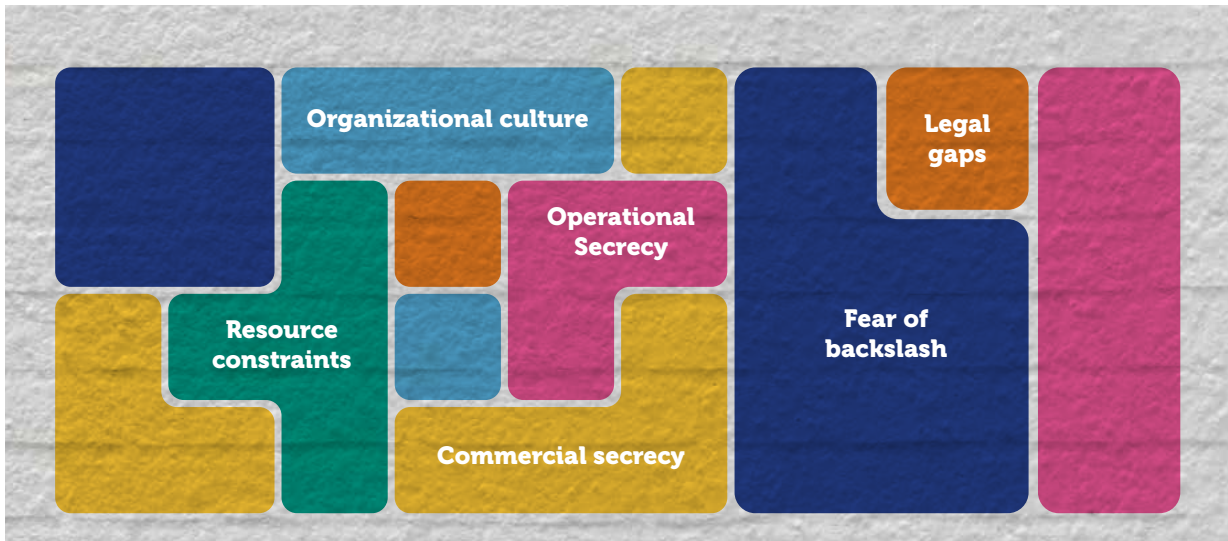 Organizational culture
Legal
gaps
Operational
Secrecy
Resource
constraints
Fear of
backslash
Commercial secrecy